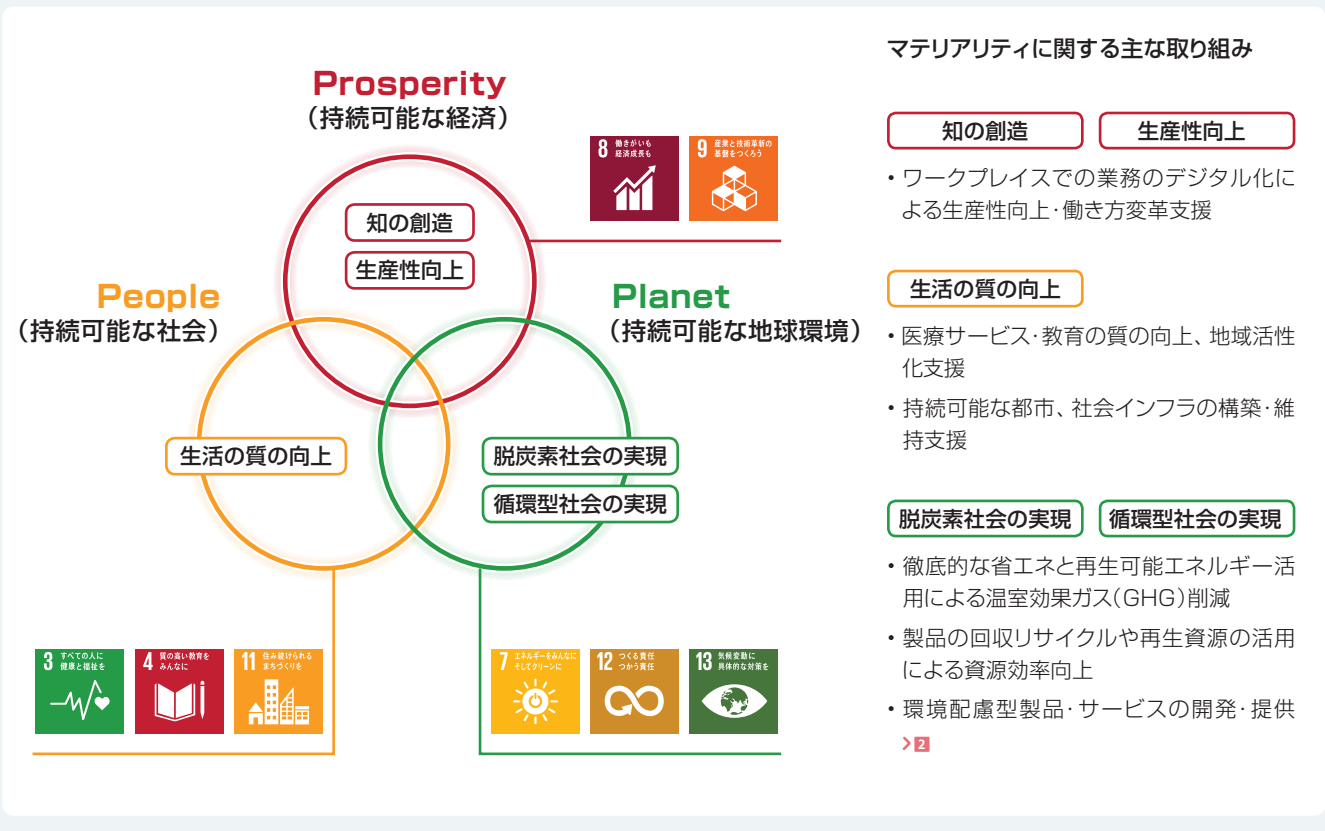 Prosperity
（持続可能な経済）
8 働きがいも
経済成長も
9 産業と技術革新の
基盤をつくろう
知の創造
生産性向上
People
（持続可能な社会）
Planet
（持続可能な地球環境）
生活の質の向上
脱炭素社会の実現
循環型社会の実現
3 すべての人に
健康と福祉を
4 質の高い教育を
みんなに
11 住み続けられる
まちづくりを
7 エネルギーをみんなに
そしてクリーンに
12 つくる責任
つかう責任
13 気候変動に
具体的な対策を
マテリアリティに関する主な取り組み
知の創造 生産性向上
・ワークプレイスでの業務のデジタル化に
よる生産性向上・働き方変革支援
生活の質の向上
・医療サービス・教育の質の向上、地域活性
化支援
・持続可能な都市、社会インフラの構築・維
持支援
脱炭素社会の実現 循環型社会の実現
・徹底的な省エネと再生可能エネルギー活
用による温室効果ガス（GHG）削減
・製品の回収リサイクルや再生資源の活用
による資源効率向上
・環境配慮型製品・サービスの開発・提供
> 2